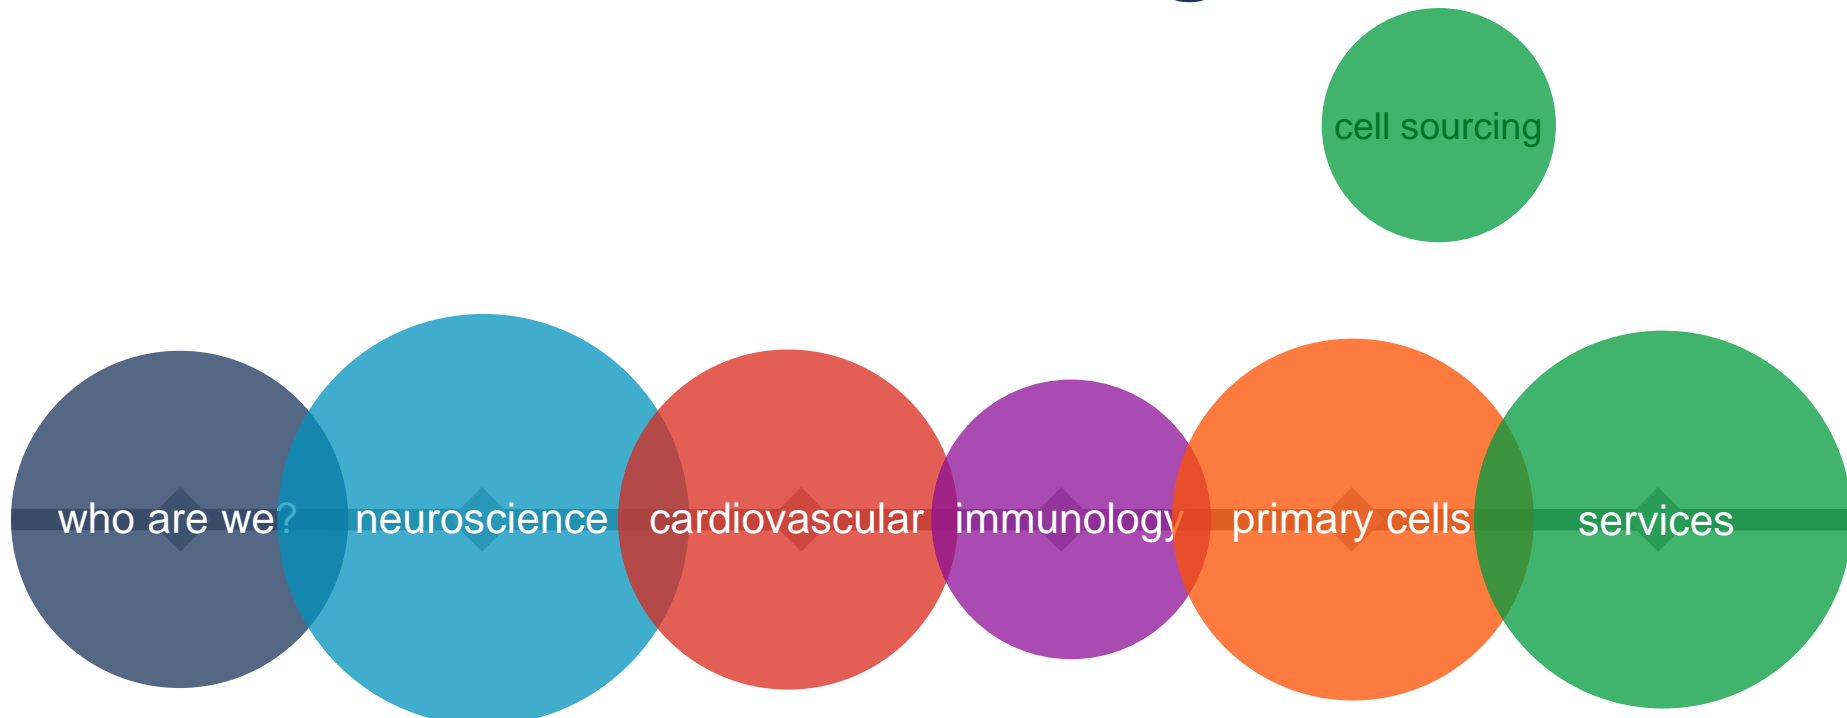 cell sourcing
who are we?
neuroscience
cardiovascular
immunology
primary cells
services